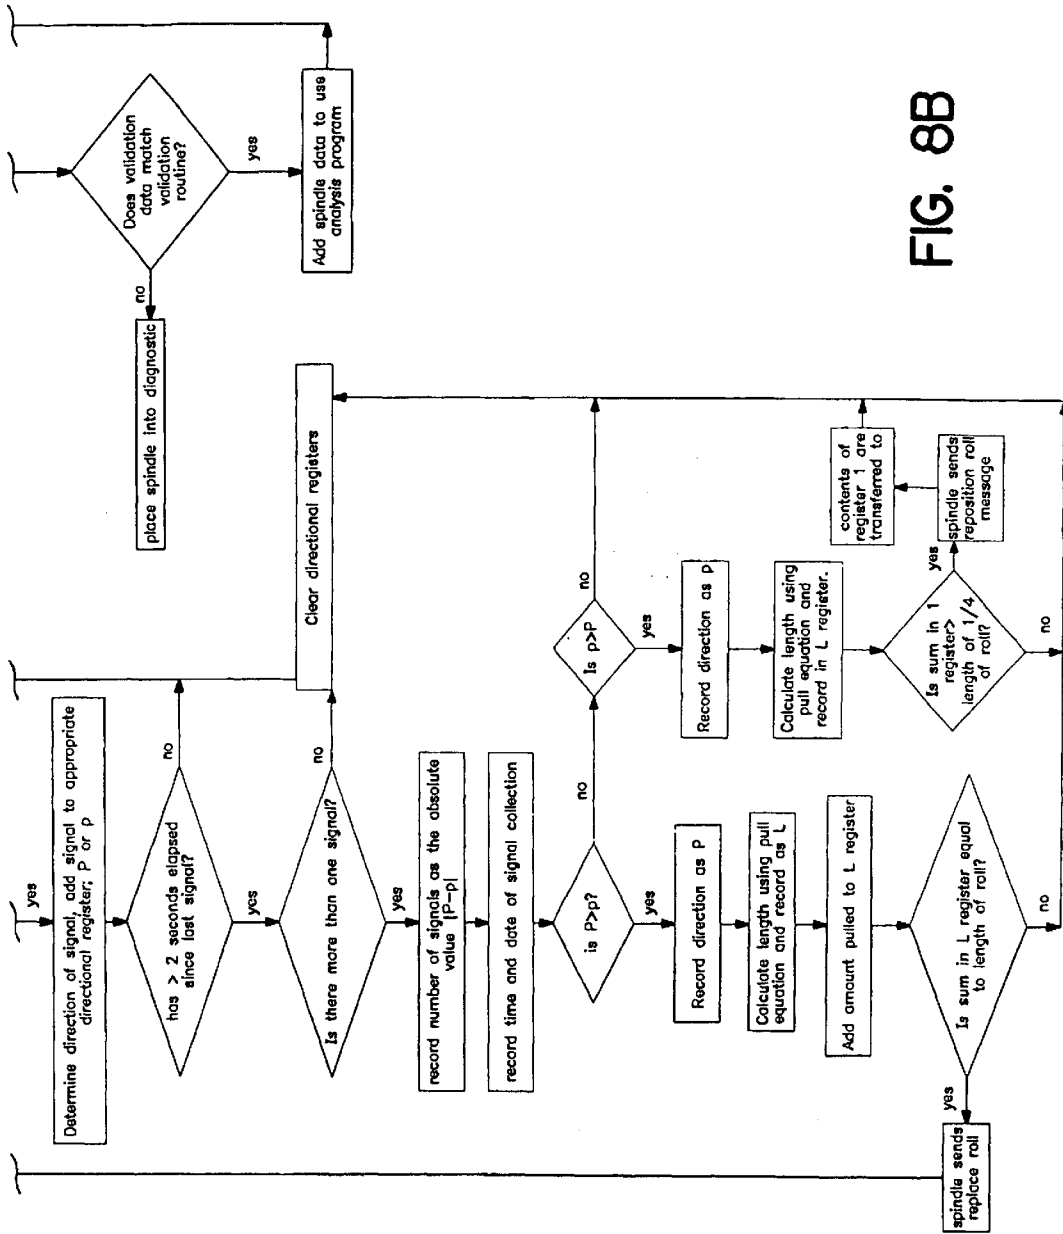 yes
Determine direction of signal, add signal to appropriate
directional register; P or p
has > 2 seconds elapsed
since last signal?
no
yes
Is there more than one signal?
no
yes
record number of signals as the absolute
value |P–p|
record time and date of signal collection
is P>p?
no
yes
Record direction as P
Calculate length using pull
equation and record as L
Add amount pulled to L register
Is sum in L register equal
to length of roll?
yes
no
spindle sends
replace roll
Clear directional registers
Is p>P
no
yes
Record direction as p
Calculate length using
pull equation and
record in L register.
Is sum in 1
register>
length of 1/4
of roll?
yes
no
spindle sends
reposition roll
message
contents of
register 1 are
transferred to
Does validation
data match
validation
routine?
no
yes
place spindle into diagnostic
Add spindle data to use
analysis program
FIG. 8B